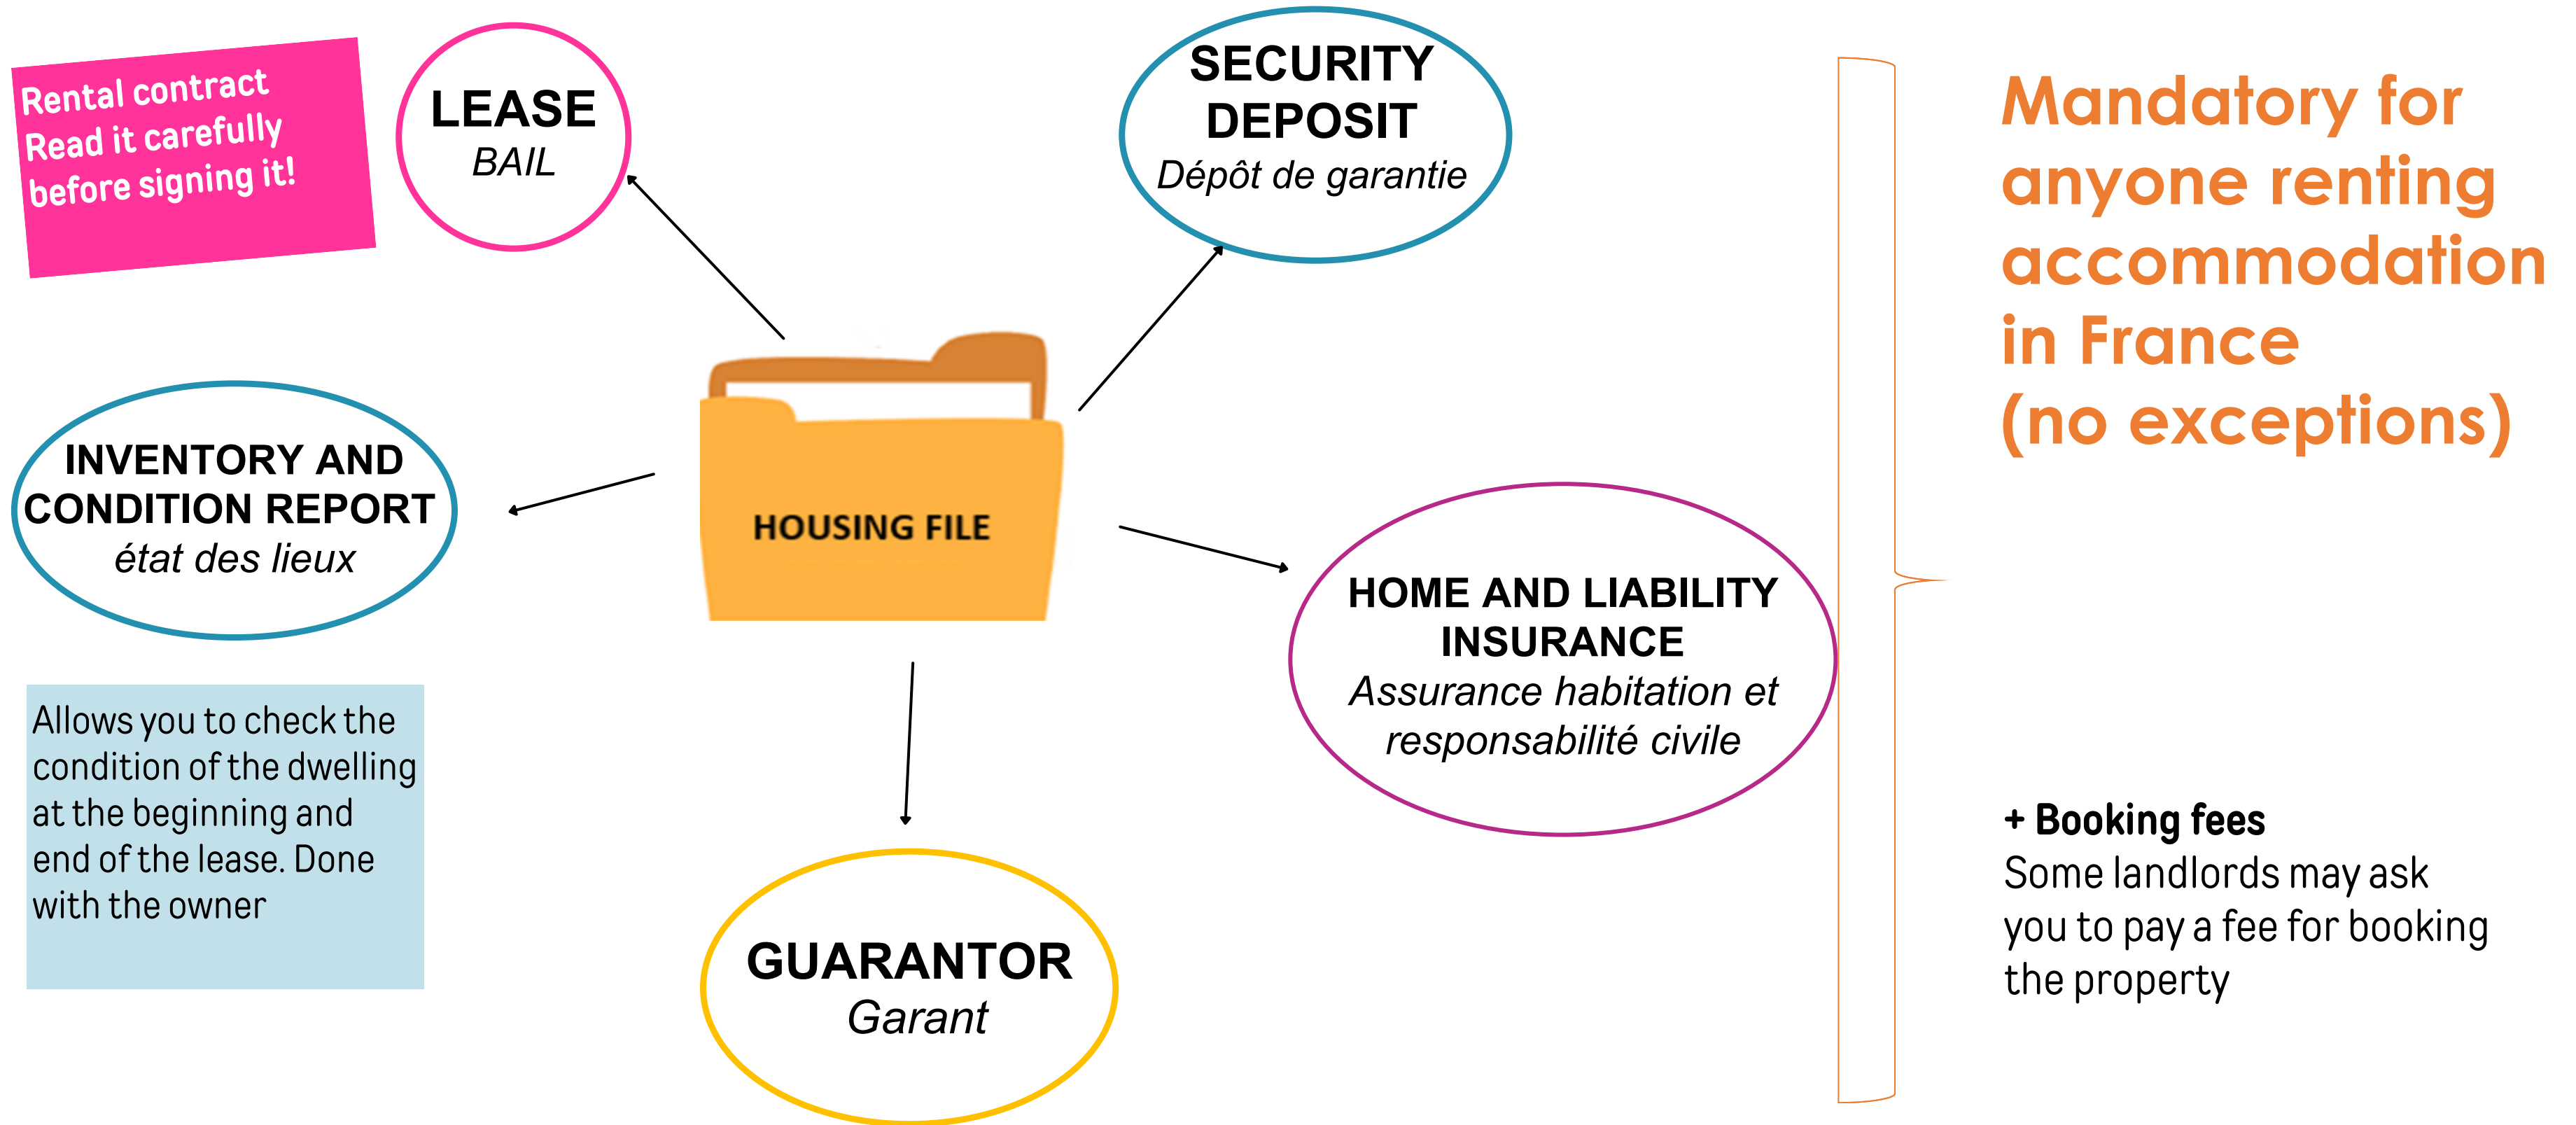 Rental contract
Read it carefully
before signing it!
LEASE
BAIL
SECURITY
DEPOSIT
Dépôt de garantie
Mandatory for
anyone renting
accommodation
in France
(no exceptions)
INVENTORY AND
CONDITION REPORT
état des lieux
HOUSING FILE
HOME AND LIABILITY
INSURANCE
Assurance habitation et
responsabilité civile
Allows you to check the
condition of the dwelling
at the beginning and
end of the lease. Done
with the owner
GUARANTOR
Garant
+ Booking fees
Some landlords may ask
you to pay a fee for booking
the property